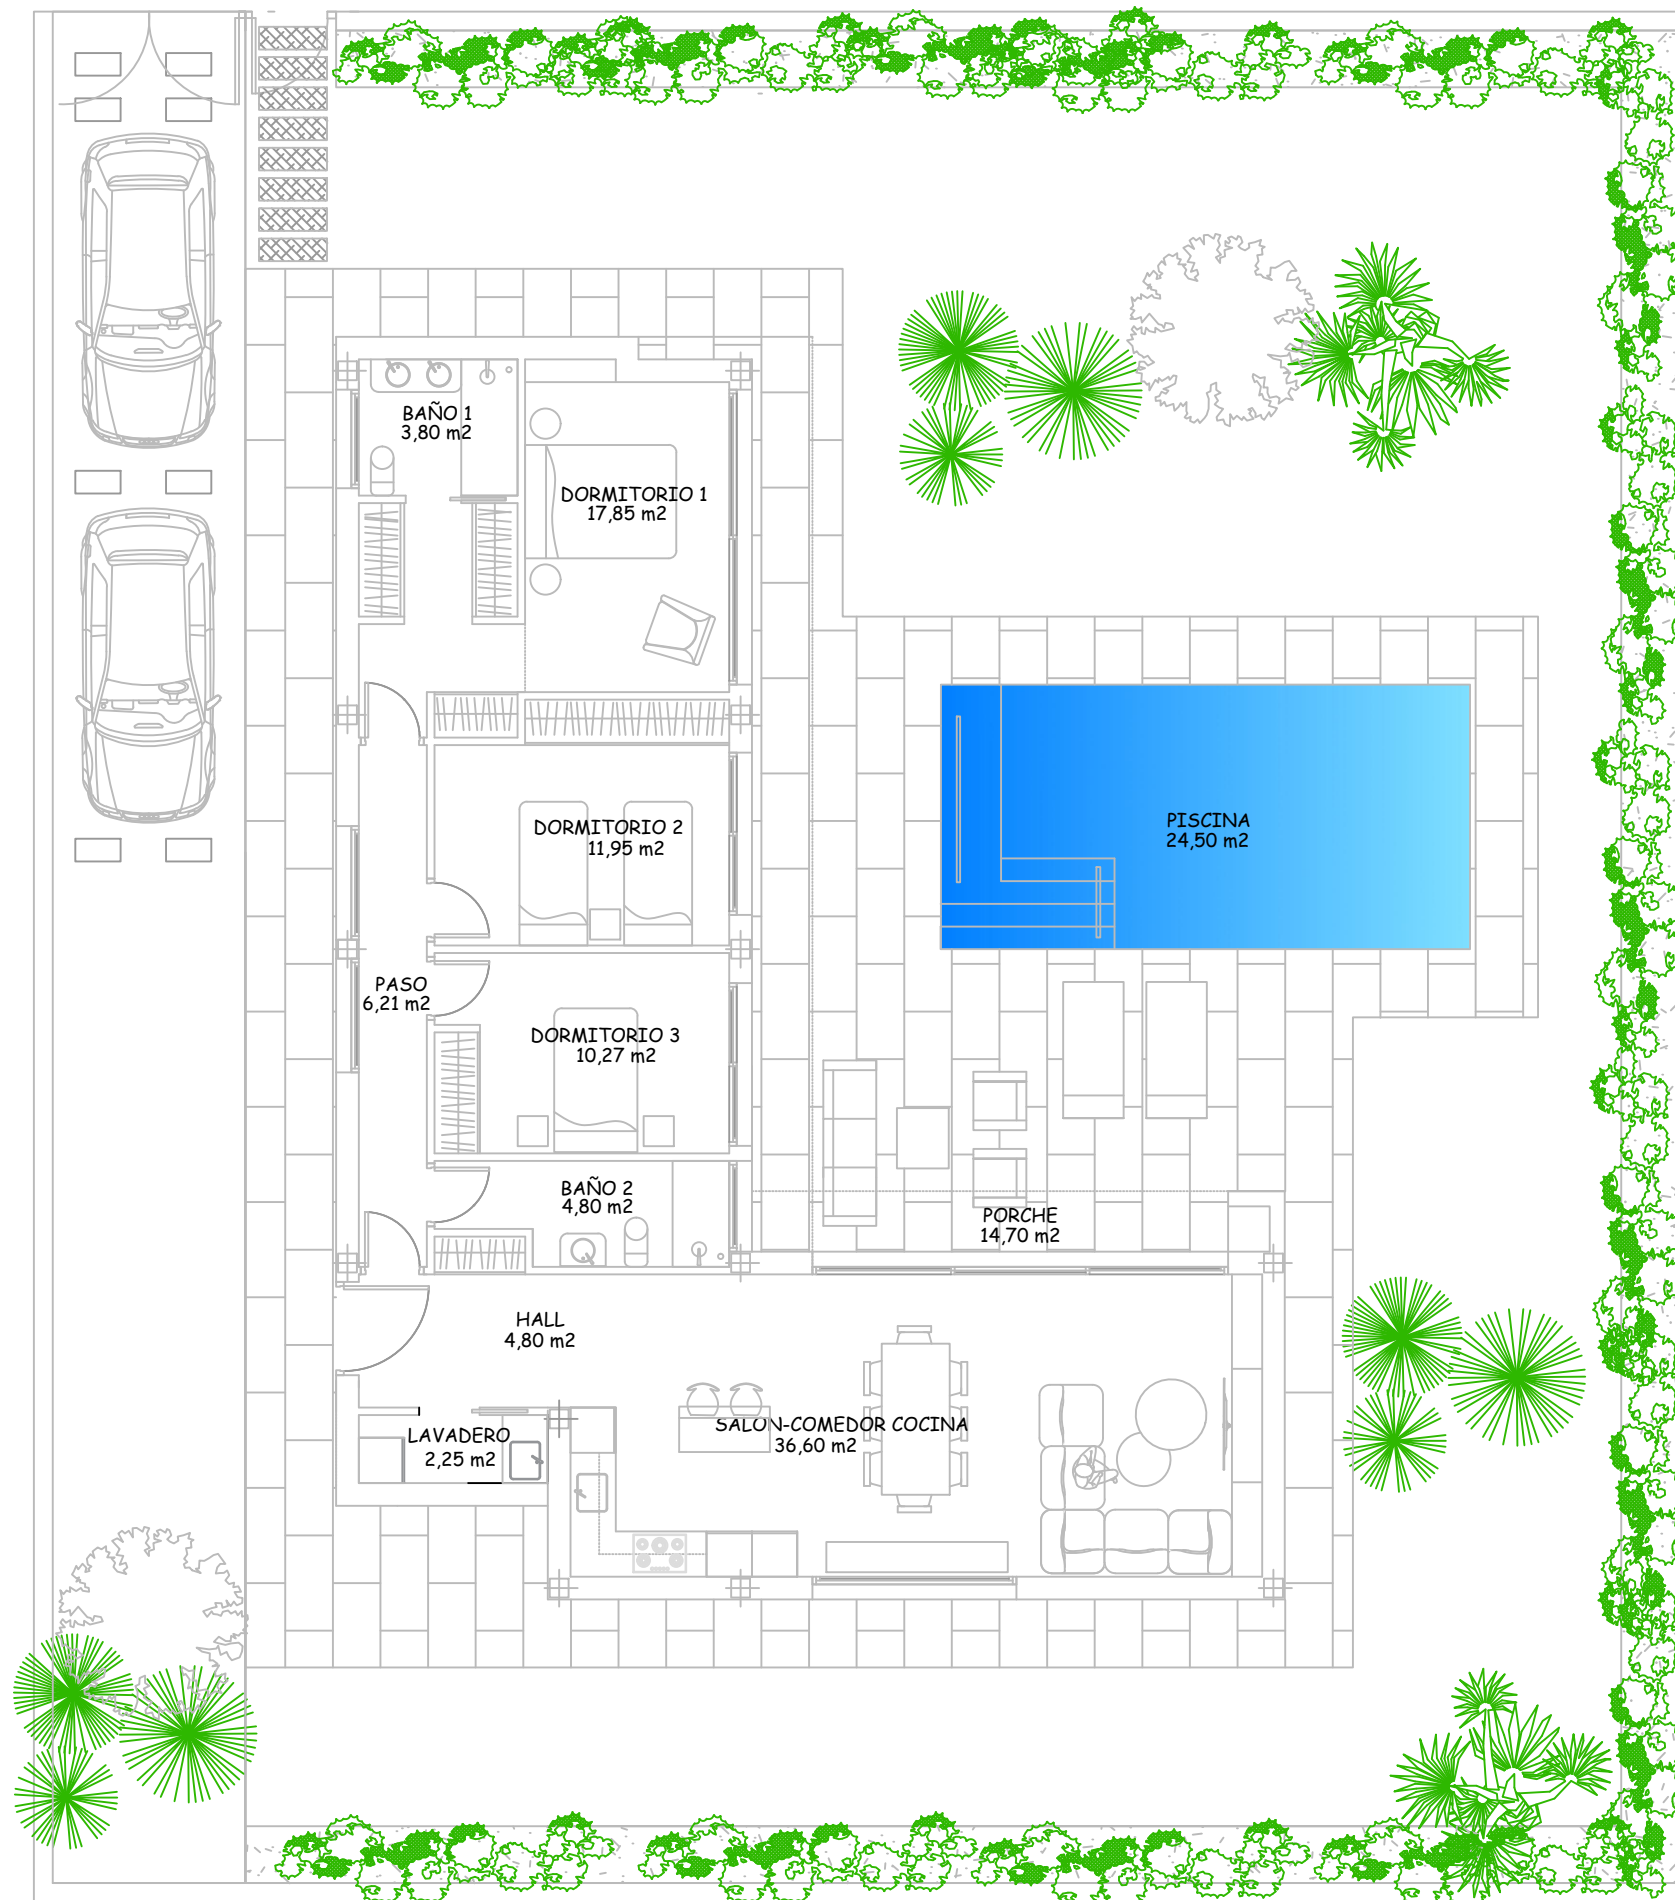 BAÑO 1
3,80 m2
DORMITORIO 1
17,85 m2
DORMITORIO 2
11,95 m2
PISCINA
24,50 m2
PASO
6,21 m2
DORMITORIO 3
10,27 m2
BAÑO 2
4,80 m2
PORCHE
14,70 m2
HALL
4,80 m2
LAVADERO
2,25 m2
SALON-COMEDOR COCINA
36,60 m2